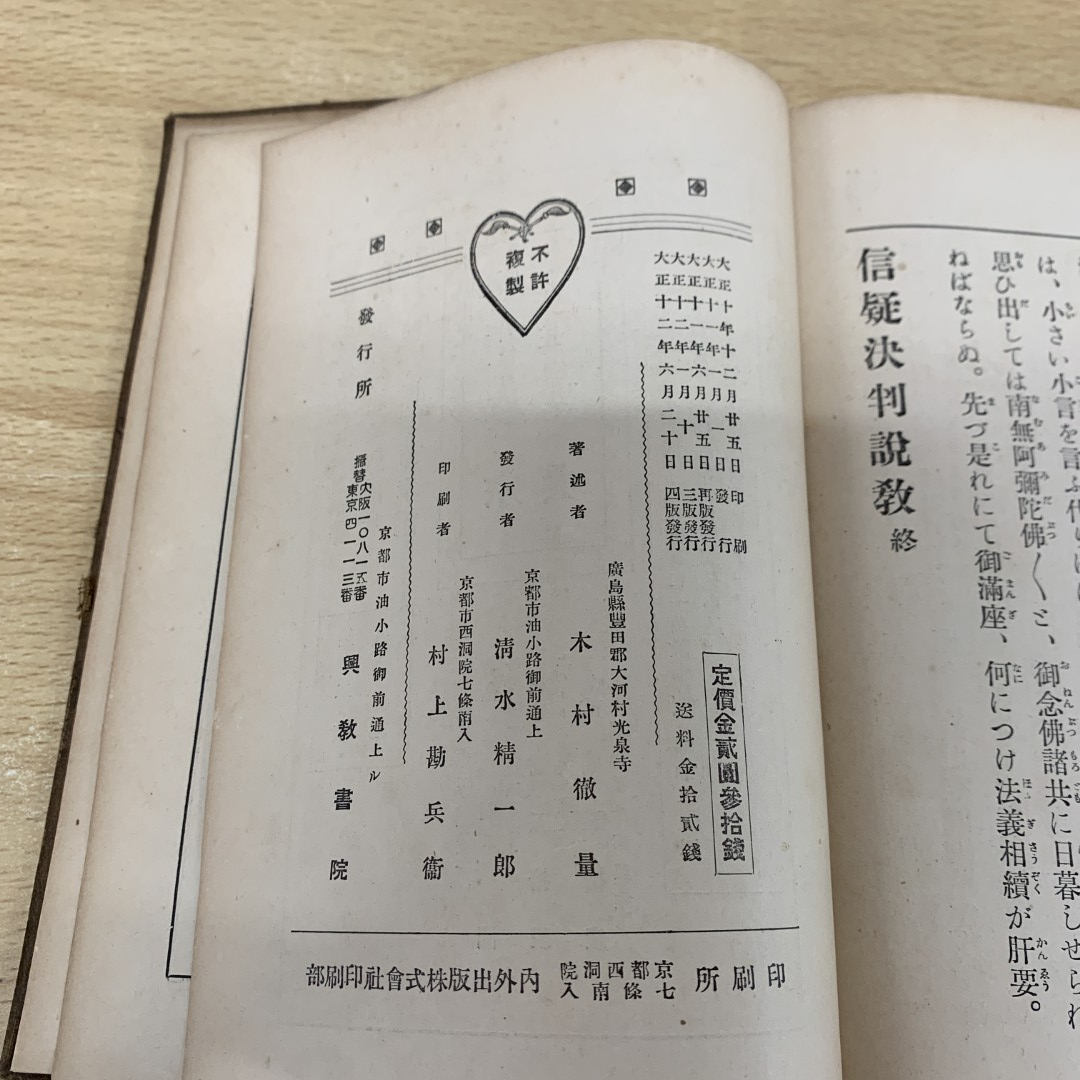 は、小さい小言を言ふ代りには
思ひ出しては南無阿彌陀佛〳〵と、御念佛諸共に日暮しせられ
ねばならぬ。先づ是れにて御滿座、何につけ法義相續が肝要。
信疑決判說教 終
不許
複製
大正十年十二月廿五日 印刷
大正十一年一月一日 發行
大正十一年六月廿五日 再版發行
大正十二年一月十日 三版發行
大正十二年六月二十日 四版發行
定價金貳圓參拾錢
送料金拾貳錢
廣島縣豐田郡大河村光泉寺
著述者 木村徹量
京都市油小路御前通上
發行者 淸水精一郎
京都市西洞院七條南入
印刷者 村上勘兵衞
京都市油小路御前通上ル
發行所 興教書院
振替大阪一〇八一五番
東京四一一三番
印刷所 京都西洞院七條南入 內外出版株式會社印刷部